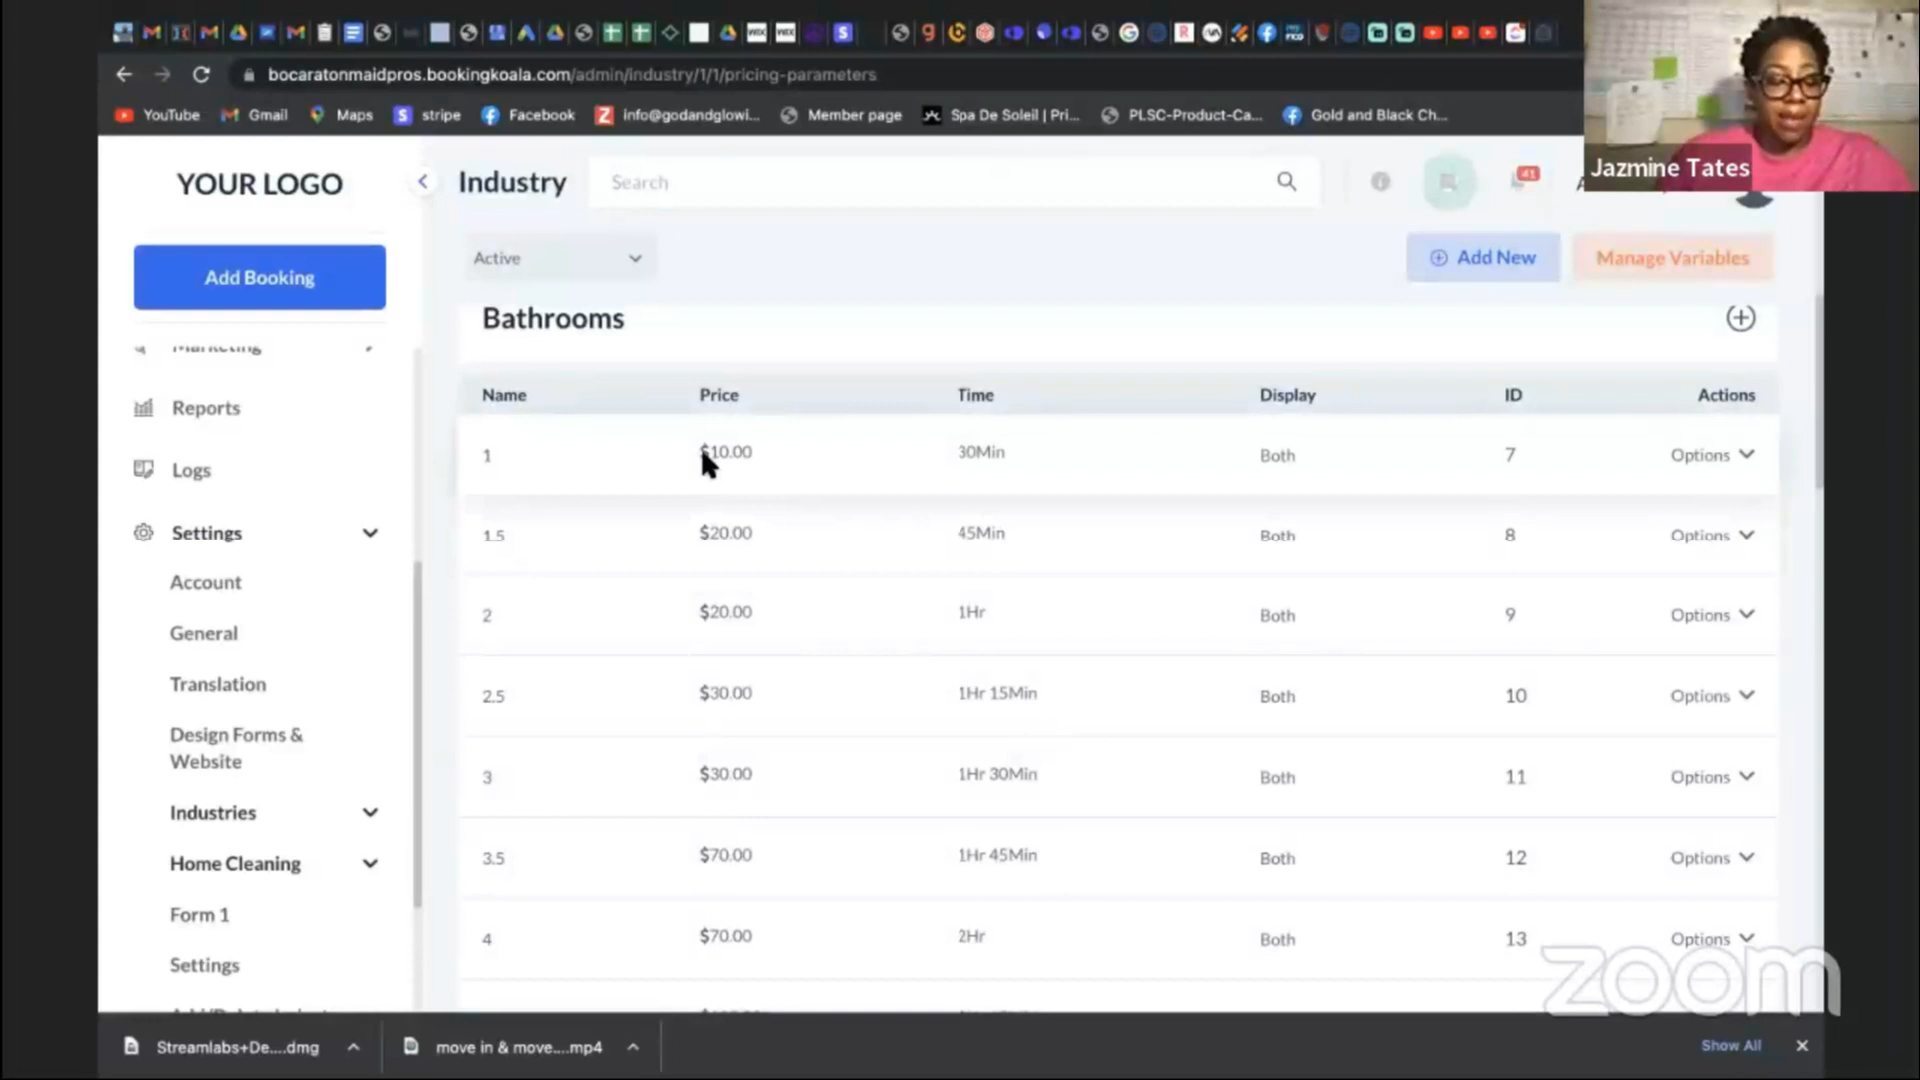 bocaratonmaidpros.bookingkoala.com/admin/industry/1/1/pricing-parameters
YouTube Gmail Maps stripe Facebook info@godandglowi... Member page Spa De Soleil | Pri... PLSC-Product-Ca... Gold and Black Ch...
Jazmine Tates
YOUR LOGO
Industry
Search
41
Add Booking
Active
Add New
Manage Variables
Marketing
Reports
Logs
Settings
Account
General
Translation
Design Forms &
Website
Industries
Home Cleaning
Form 1
Settings
Bathrooms
Name Price Time Display ID Actions
1 $10.00 30Min Both 7 Options
1.5 $20.00 45Min Both 8 Options
2 $20.00 1Hr Both 9 Options
2.5 $30.00 1Hr 15Min Both 10 Options
3 $30.00 1Hr 30Min Both 11 Options
3.5 $70.00 1Hr 45Min Both 12 Options
4 $70.00 2Hr Both 13 Options
zoom
Streamlabs+De....dmg
move in & move....mp4
Show All